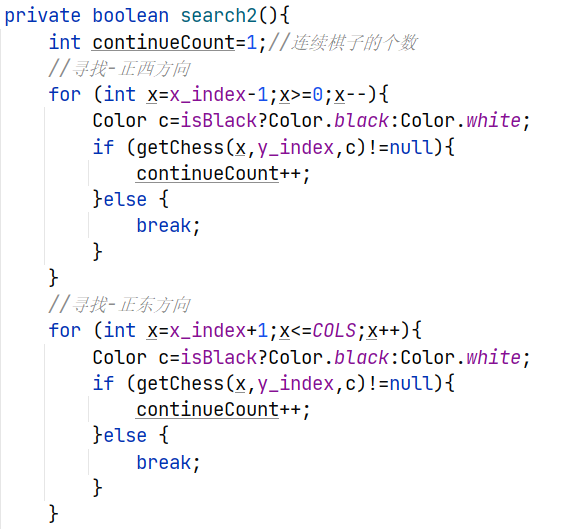 private boolean search2(){
    int continueCount=1;//连续棋子的个数
    //寻找-正西方向
    for (int x=x_index-1;x>=0;x--){
        Color c=isBlack?Color.black:Color.white;
        if (getChess(x,y_index,c)!=null){
            continueCount++;
        }else {
            break;
        }
    }
    //寻找-正东方向
    for (int x=x_index+1;x<=COLS;x++){
        Color c=isBlack?Color.black:Color.white;
        if (getChess(x,y_index,c)!=null){
            continueCount++;
        }else {
            break;
        }
    }